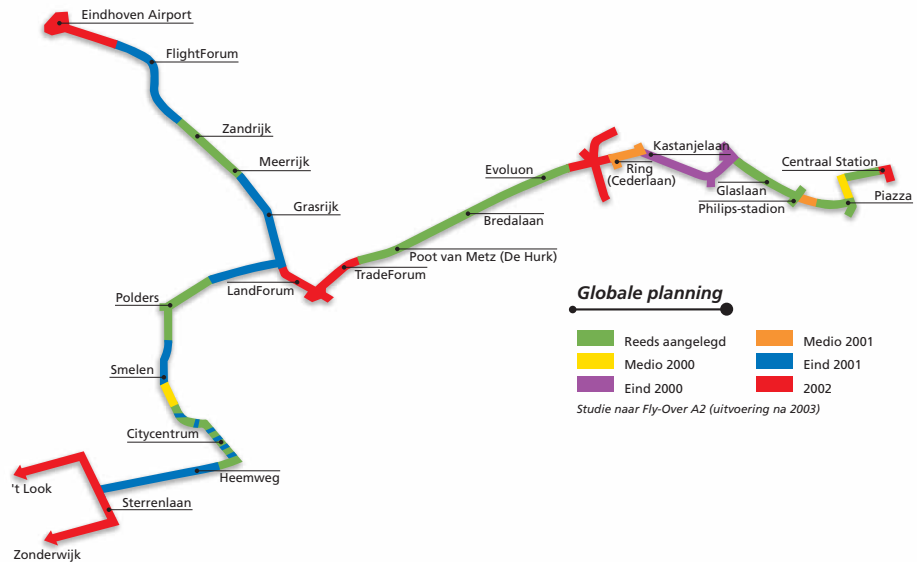 Eindhoven Airport
FlightForum
Zandrijk
Meerrijk
Grasrijk
LandForum
TradeForum
Poot van Metz (De Hurk)
Bredalaan
Evoluon
Ring
(Cederlaan)
Kastanjelaan
Glaslaan
Philips-stadion
Centraal Station
Piazza
Polders
Smelen
Citycentrum
Heemweg
't Look
Sterrenlaan
Zonderwijk
Globale planning
Reeds aangelegd
Medio 2000
Eind 2000
Medio 2001
Eind 2001
2002
Studie naar Fly-Over A2 (uitvoering na 2003)